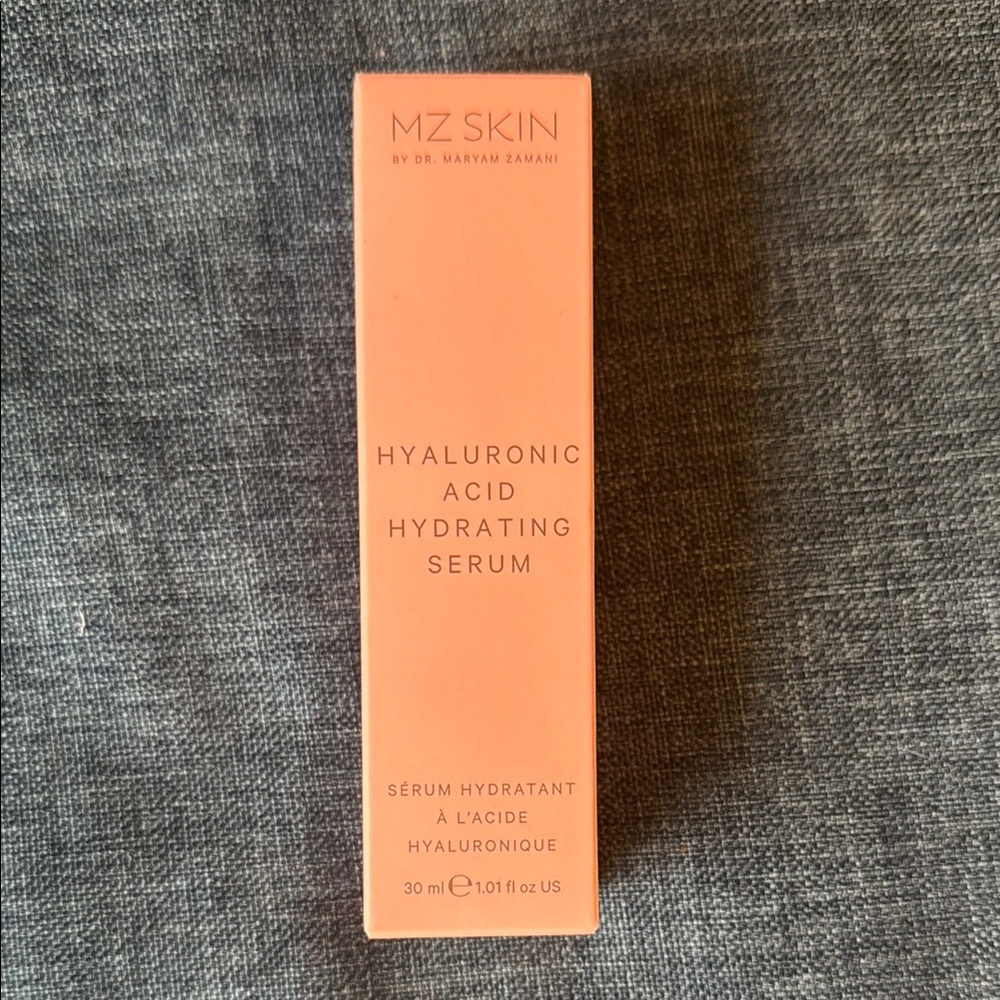 MZ SKIN
BY DR. MARYAM ZAMANI
HYALURONIC
ACID
HYDRATING
SERUM
SÉRUM HYDRATANT
À L'ACIDE
HYALURONIQUE
30 ml ℮ 1.01 fl oz US